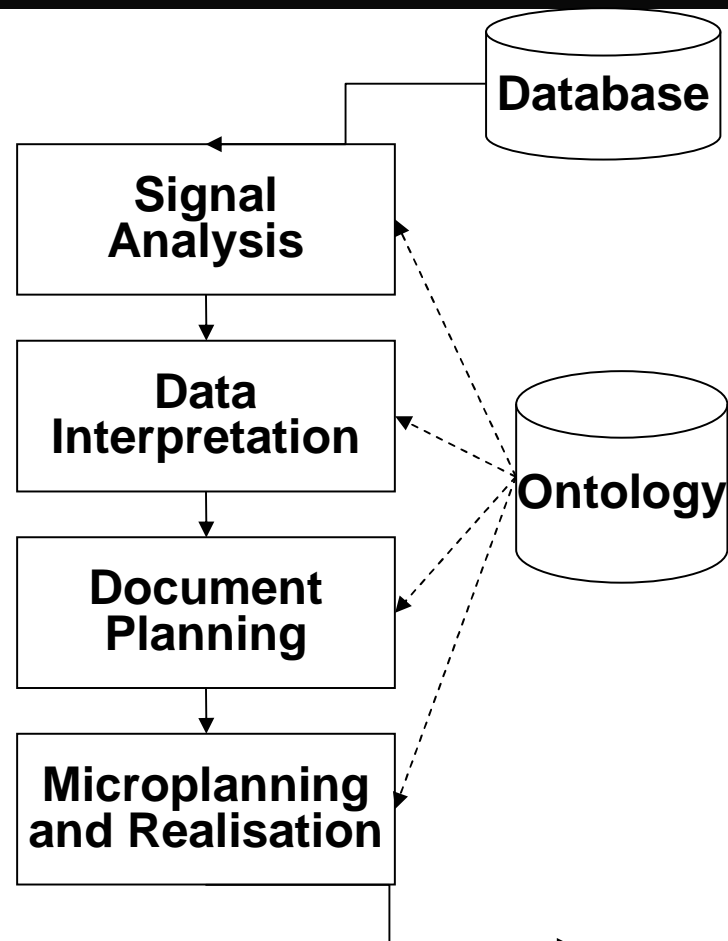 Database
Signal
Analysis
Data
Interpretation
Ontology
Document
Planning
Microplanning
and Realisation